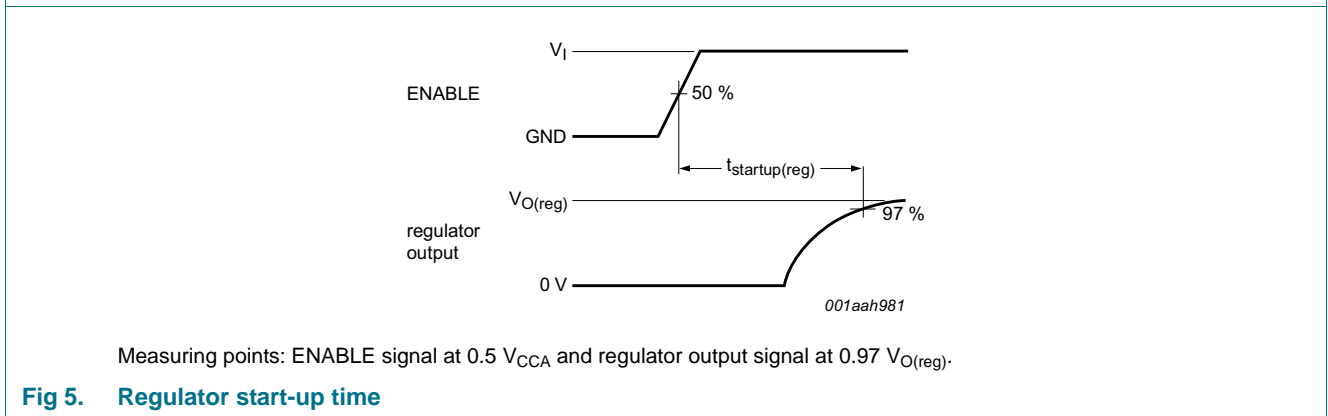 V_I
ENABLE
50 %
GND
t_startup(reg)
V_O(reg)
97 %
regulator
output
0 V
001aah981
Measuring points: ENABLE signal at 0.5 V_CCA and regulator output signal at 0.97 V_O(reg).
Fig 5. Regulator start-up time